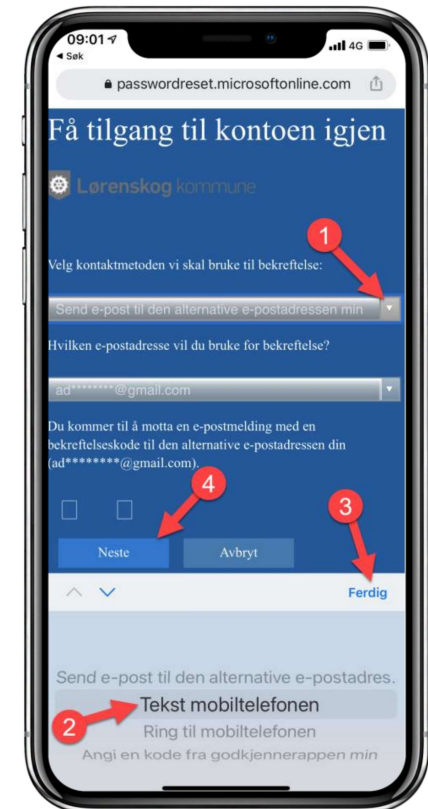 09:01
◀ Søk
4G
passwordreset.microsoftonline.com
Få tilgang til kontoen igjen
Lørenskog kommune
1
Velg kontaktmetoden vi skal bruke til bekreftelse:
Send e-post til den alternative e-postadressen min
Hvilken e-postadresse vil du bruke for bekreftelse?
ad********@gmail.com
Du kommer til å motta en e-postmelding med en
bekreftelseskode til den alternative e-postadressen din
(ad********@gmail.com).
4
3
Neste Avbryt
Ferdig
Send e-post til den alternative e-postadres.
Tekst mobiltelefonen
2
Ring til mobiltelefonen
Angi en kode fra godkjennerappen min